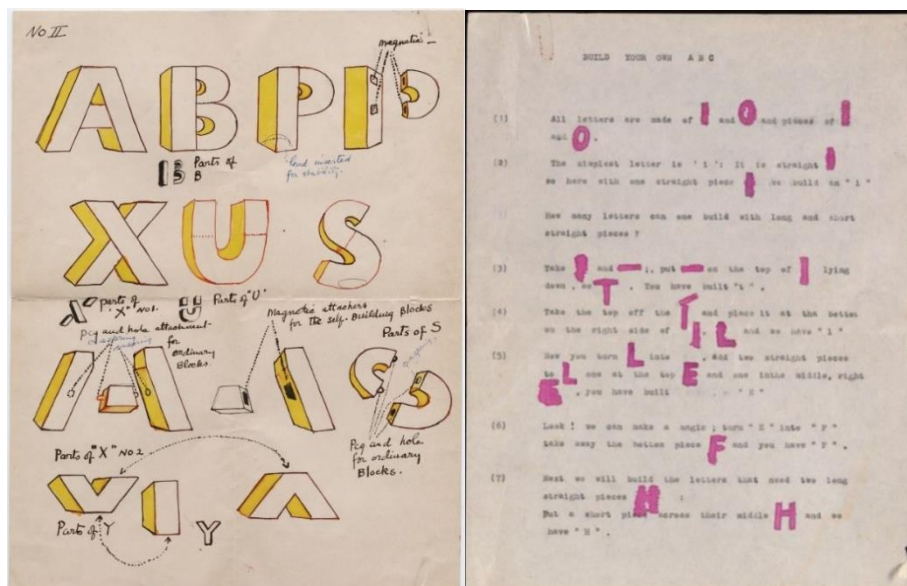 No II
magnetic
A B P P
Parts of
B
lead inserted
for stability.
X U S
Parts of
"X" No 1.
Parts of "U"
Peg and hole attachment
for
ordinary
Blocks.
Magnetic attachers
for the Self Building Blocks
Parts of S
Parts of "X" No 2
Peg and hole
for ordinary
Blocks.
Parts of Y
Y
BUILD YOUR OWN A B C
(1) All letters are made of I and O and pieces of I
and O.
(2) The simplest letter is 'i': It is straight I
so here with one straight piece I we build an "i"
How many letters can one build with long and short
straight pieces ?
(3) Take I and — ;, put — on the top of I lying
down, so T . You have built "t".
(4) Take the top off the T and place it at the bottom
on the right side of I. L and we have "l"
(5) Now you turn L into . Add two straight pieces
to L one at the top E and one in the middle, right
E , you have built "E"
(6) Look! we can make a magic ; turn "E" into "F"
take away the bottom piece F and you have "F".
(7) Next we will build the letters that need two long
straight pieces H :
Put a short piece across their middle H and we
have "H".